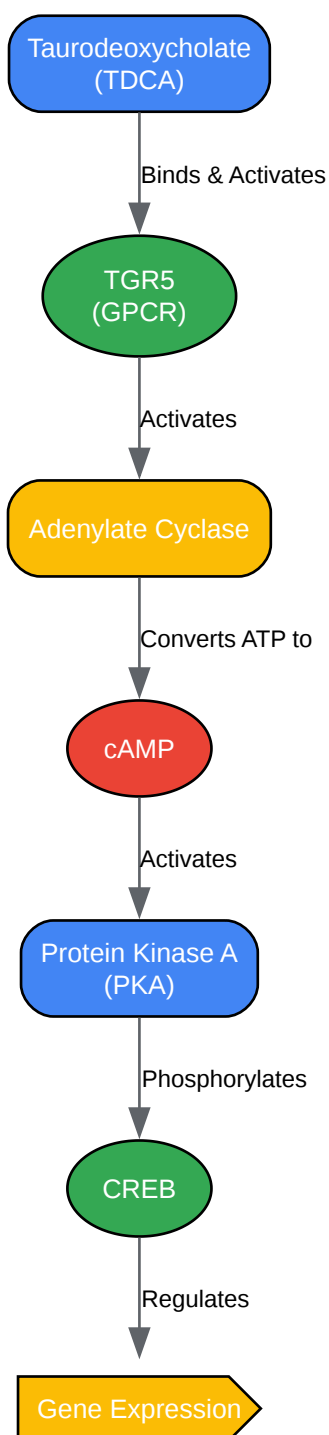 Taurodeoxycholate
(TDCA)
Binds & Activates
TGR5
(GPCR)
Activates
Adenylate Cyclase
Converts ATP to
cAMP
Activates
Protein Kinase A
(PKA)
Phosphorylates
CREB
Regulates
Gene Expression